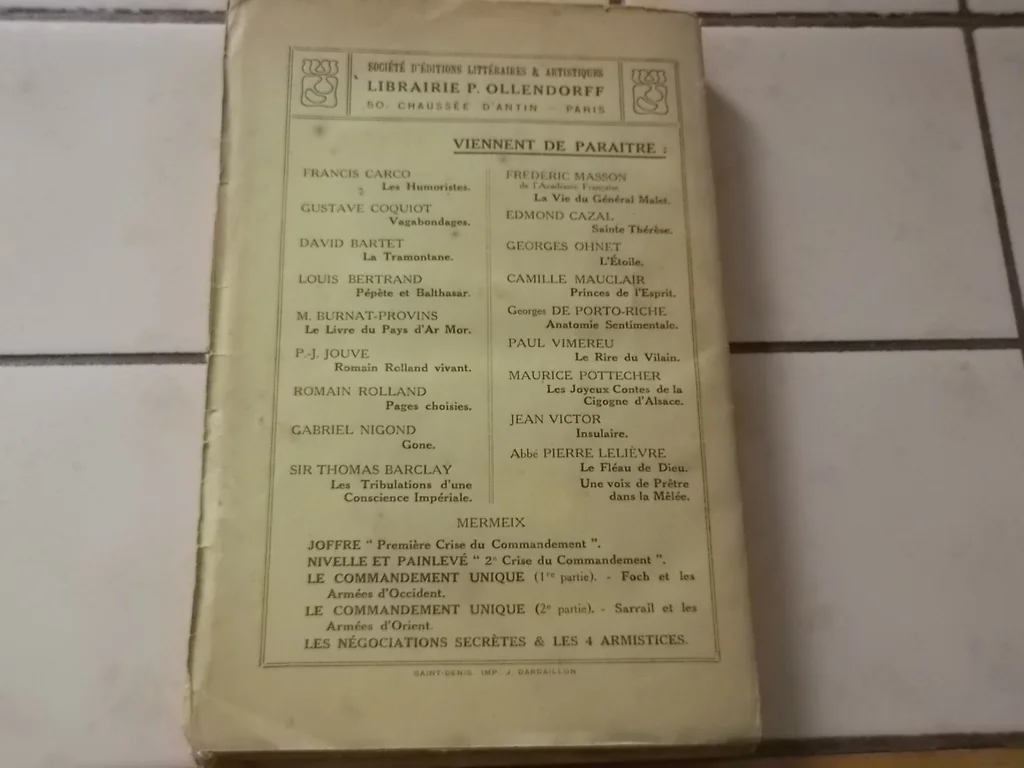 SOCIÉTÉ D'ÉDITIONS LITTÉRAIRES & ARTISTIQUES
LIBRAIRIE P. OLLENDORFF
50, CHAUSSÉE D'ANTIN - PARIS
VIENNENT DE PARAITRE :
FRANCIS CARCO
Les Humoristes.
GUSTAVE COQUIOT
Vagabondages.
DAVID BARTET
La Tramontane.
LOUIS BERTRAND
Pépète et Balthasar.
M. BURNAT-PROVINS
Le Livre du Pays d'Ar Mor.
P.-J. JOUVE
Romain Rolland vivant.
ROMAIN ROLLAND
Pages choisies.
GABRIEL NIGOND
Gone.
SIR THOMAS BARCLAY
Les Tribulations d'une
Conscience Impériale.
FRÉDÉRIC MASSON
de l'Académie Française
La Vie du Général Malet.
EDMOND CAZAL
Sainte Thérèse.
GEORGES OHNET
L'Étoile.
CAMILLE MAUCLAIR
Princes de l'Esprit.
Georges DE PORTO-RICHE
Anatomie Sentimentale.
PAUL VIMEREU
Le Rire du Vilain.
MAURICE POTTECHER
Les Joyeux Contes de la
Cigogne d'Alsace.
JEAN VICTOR
Insulaire.
Abbé PIERRE LELIÈVRE
Le Fléau de Dieu.
Une voix de Prêtre
dans la Mêlée.
MERMEIX
JOFFRE " Première Crise du Commandement ".
NIVELLE ET PAINLEVÉ " 2e Crise du Commandement ".
LE COMMANDEMENT UNIQUE (1re partie). - Foch et les
Armées d'Occident.
LE COMMANDEMENT UNIQUE (2e partie). - Sarrail et les
Armées d'Orient.
LES NÉGOCIATIONS SECRÈTES & LES 4 ARMISTICES.
SAINT-DENIS. IMP. J. DARDAILLON